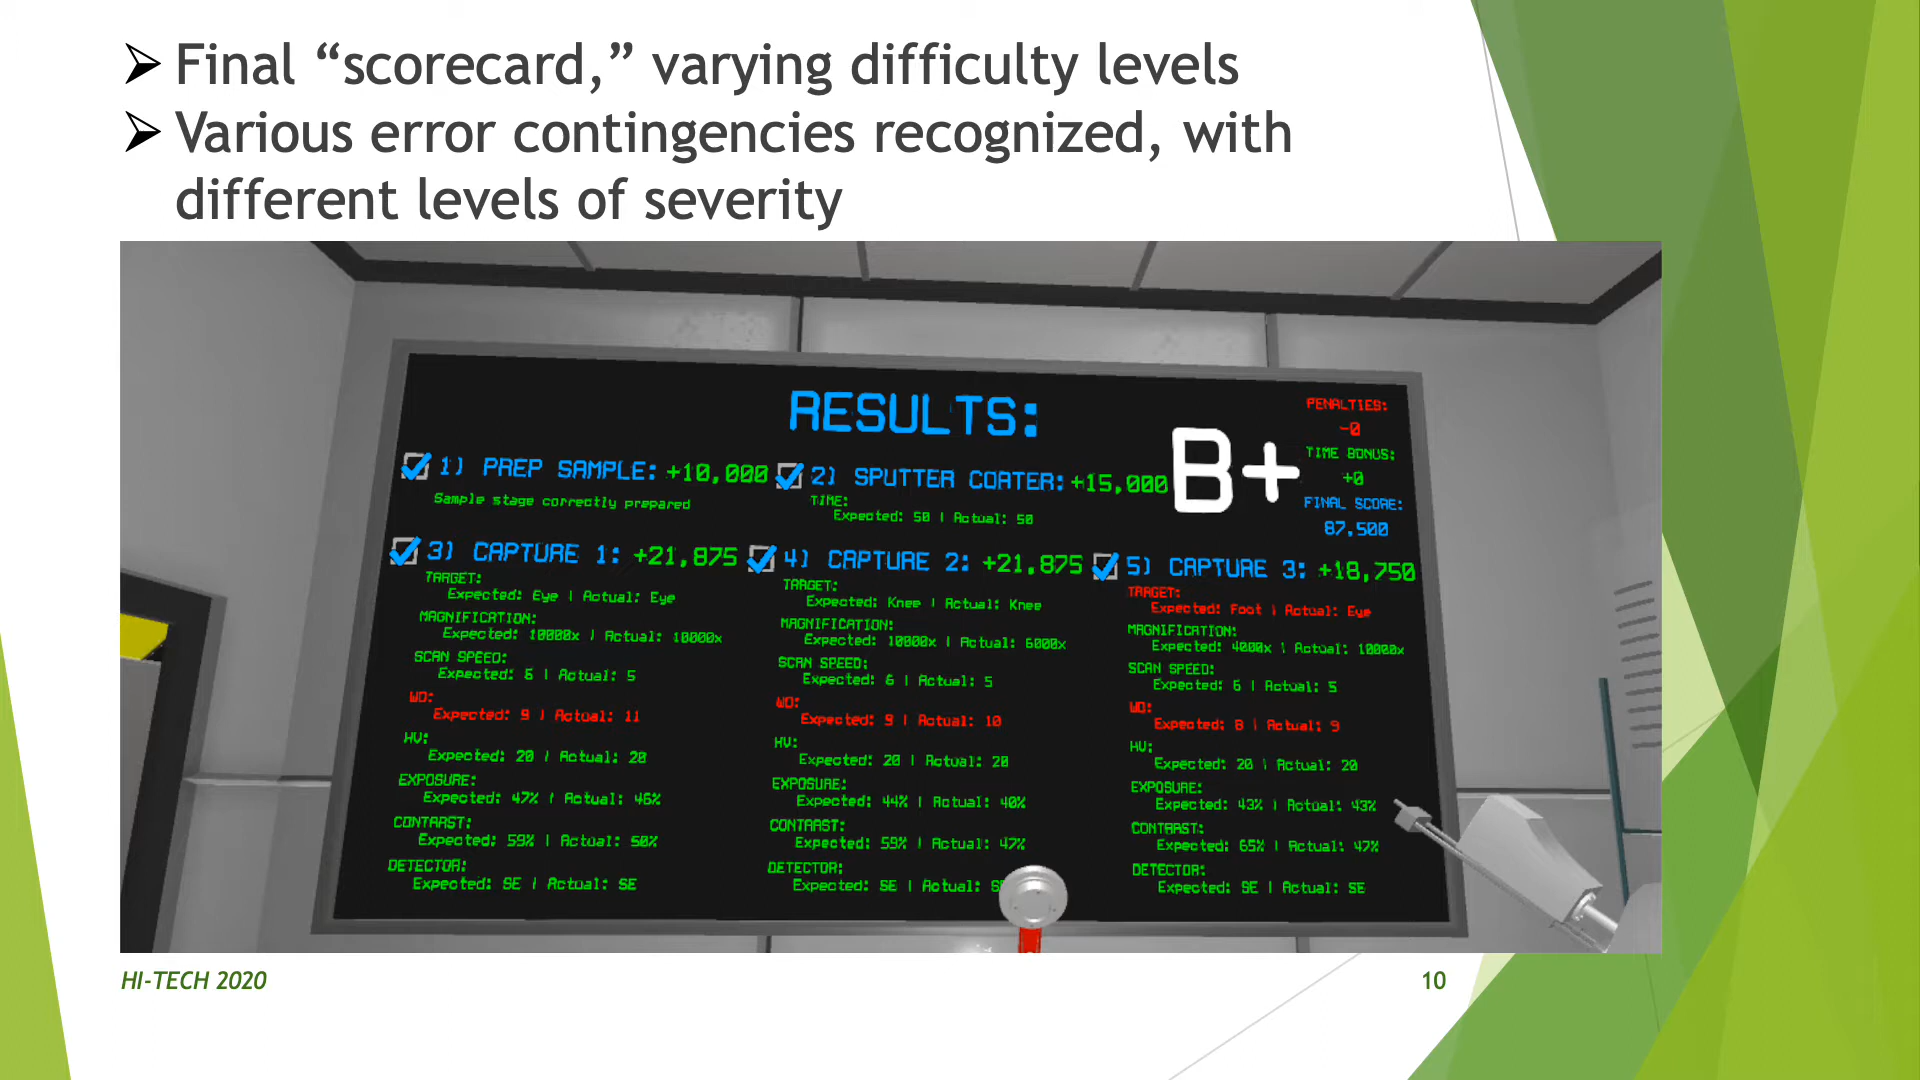 Final “scorecard,” varying difficulty levels
Various error contingencies recognized, with
different levels of severity
RESULTS:
B+
PENALTIES:
-0
TIME BONUS:
+0
FINAL SCORE:
87,500
1) PREP SAMPLE: +10,000
Sample stage correctly prepared
2) SPUTTER COATER: +15,000
TIME:
Expected: 50 | Actual: 50
3) CAPTURE 1: +21,875
TARGET:
Expected: Eye | Actual: Eye
MAGNIFICATION:
Expected: 10000x | Actual: 10000x
SCAN SPEED:
Expected: 6 | Actual: 5
WD:
Expected: 9 | Actual: 11
HV:
Expected: 20 | Actual: 20
EXPOSURE:
Expected: 47% | Actual: 46%
CONTRAST:
Expected: 59% | Actual: 50%
DETECTOR:
Expected: SE | Actual: SE
4) CAPTURE 2: +21,875
TARGET:
Expected: Knee | Actual: Knee
MAGNIFICATION:
Expected: 10000x | Actual: 6000x
SCAN SPEED:
Expected: 6 | Actual: 5
WD:
Expected: 9 | Actual: 10
HV:
Expected: 20 | Actual: 20
EXPOSURE:
Expected: 44% | Actual: 40%
CONTRAST:
Expected: 59% | Actual: 47%
DETECTOR:
Expected: SE | Actual:
5) CAPTURE 3: +18,750
TARGET:
Expected: Foot | Actual: Eye
MAGNIFICATION:
Expected: 4000x | Actual: 10000x
SCAN SPEED:
Expected: 6 | Actual: 5
WD:
Expected: 8 | Actual: 9
HV:
Expected: 20 | Actual: 20
EXPOSURE:
Expected: 43% | Actual: 43%
CONTRAST:
Expected: 65% | Actual: 47%
DETECTOR:
Expected: SE | Actual: SE
HI-TECH 2020
10